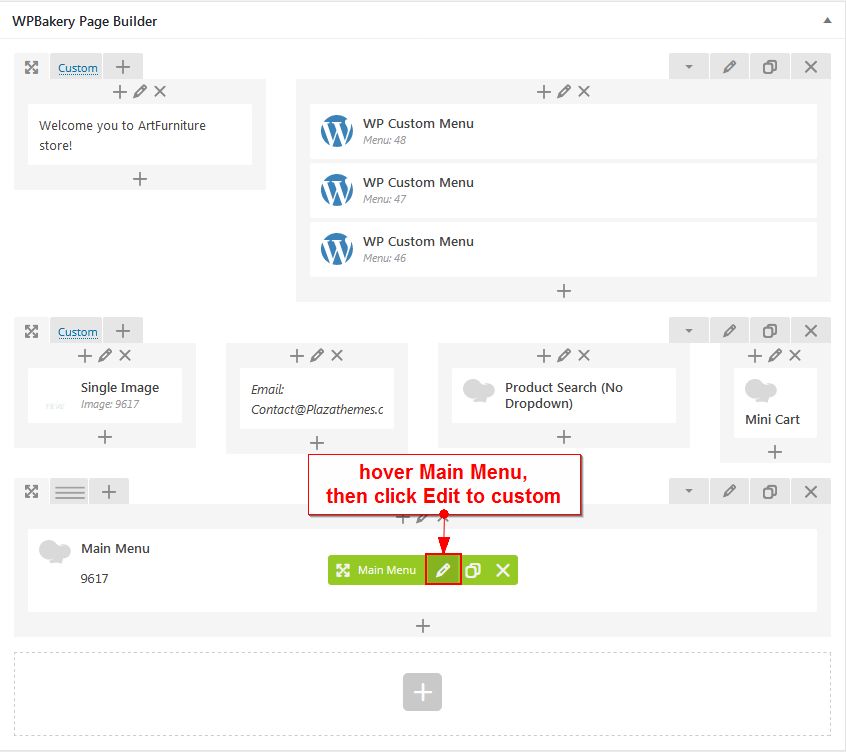 WPBakery Page Builder
Custom
Welcome you to ArtFurniture
store!
WP Custom Menu
Menu: 48
WP Custom Menu
Menu: 47
WP Custom Menu
Menu: 46
Custom
Single Image
Image: 9617
Email:
Contact@Plazathemes.c
Product Search (No
Dropdown)
Mini Cart
hover Main Menu,
then click Edit to custom
Main Menu
9617
Main Menu